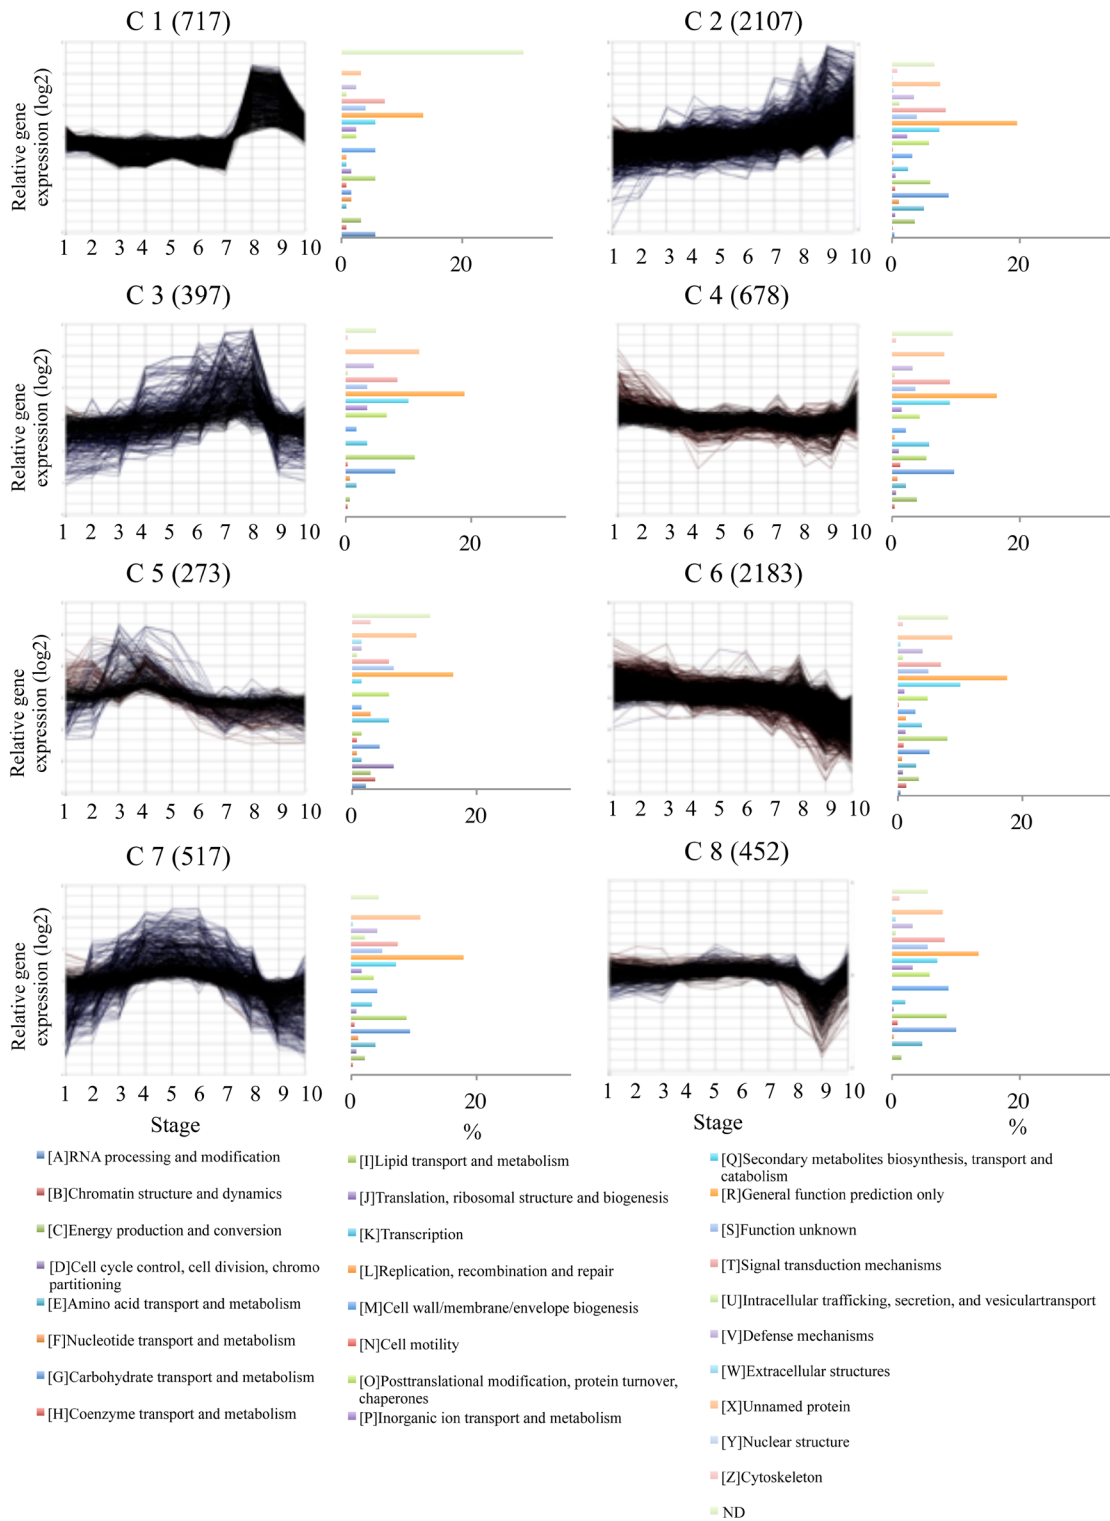 C 1 (717)
C 2 (2107)
Relative gene
expression (log2)
1 2 3 4 5 6 7 8 9 10
0 20
1 2 3 4 5 6 7 8 9 10
0 20
C 3 (397)
C 4 (678)
Relative gene
expression (log2)
1 2 3 4 5 6 7 8 9 10
0 20
1 2 3 4 5 6 7 8 9 10
0 20
C 5 (273)
C 6 (2183)
Relative gene
expression (log2)
1 2 3 4 5 6 7 8 9 10
0 20
1 2 3 4 5 6 7 8 9 10
0 20
C 7 (517)
C 8 (452)
Relative gene
expression (log2)
1 2 3 4 5 6 7 8 9 10
0 20
1 2 3 4 5 6 7 8 9 10
0 20
Stage
%
Stage
%
[A]RNA processing and modification
[B]Chromatin structure and dynamics
[C]Energy production and conversion
[D]Cell cycle control, cell division, chromo
partitioning
[E]Amino acid transport and metabolism
[F]Nucleotide transport and metabolism
[G]Carbohydrate transport and metabolism
[H]Coenzyme transport and metabolism
[I]Lipid transport and metabolism
[J]Translation, ribosomal structure and biogenesis
[K]Transcription
[L]Replication, recombination and repair
[M]Cell wall/membrane/envelope biogenesis
[N]Cell motility
[O]Posttranslational modification, protein turnover,
chaperones
[P]Inorganic ion transport and metabolism
[Q]Secondary metabolites biosynthesis, transport and
catabolism
[R]General function prediction only
[S]Function unknown
[T]Signal transduction mechanisms
[U]Intracellular trafficking, secretion, and vesiculartransport
[V]Defense mechanisms
[W]Extracellular structures
[X]Unnamed protein
[Y]Nuclear structure
[Z]Cytoskeleton
ND